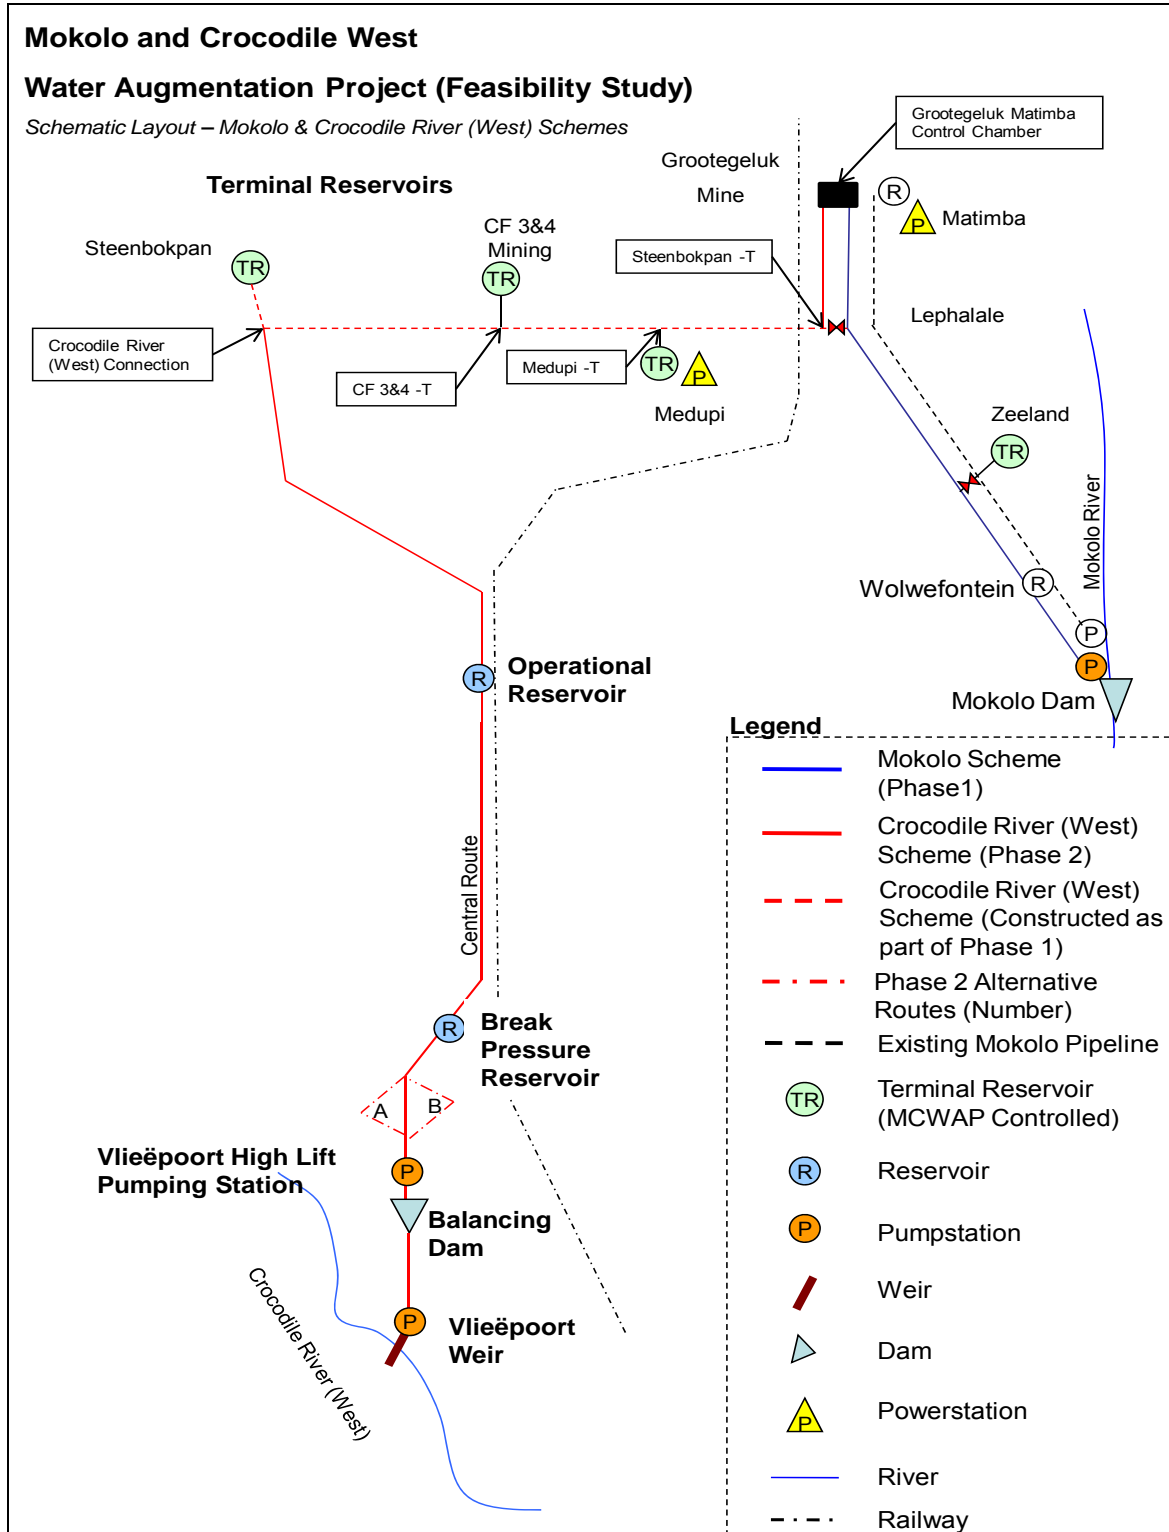 Mokolo and Crocodile West
Water Augmentation Project (Feasibility Study)
Schematic Layout – Mokolo & Crocodile River (West) Schemes
Grootegeluk Matimba
Control Chamber
Grootegeluk
Mine
R
P
Matimba
Terminal Reservoirs
CF 3&4
Mining
Steenbokpan
TR
TR
Steenbokpan -T
Lephalale
Crocodile River
(West) Connection
CF 3&4 -T
Medupi -T
TR
P
Medupi
Zeeland
TR
Mokolo River
Wolwefontein
R
P
P
Mokolo Dam
R
Operational
Reservoir
Central Route
R
Break
Pressure
Reservoir
A
B
Vlieëpoort High Lift
Pumping Station
P
Balancing
Dam
P
Vlieëpoort
Weir
Crocodile River (West)
Legend
Mokolo Scheme
(Phase1)
Crocodile River (West)
Scheme (Phase 2)
Crocodile River (West)
Scheme (Constructed as
part of Phase 1)
Phase 2 Alternative
Routes (Number)
Existing Mokolo Pipeline
TR
Terminal Reservoir
(MCWAP Controlled)
R
Reservoir
P
Pumpstation
Weir
Dam
P
Powerstation
River
Railway